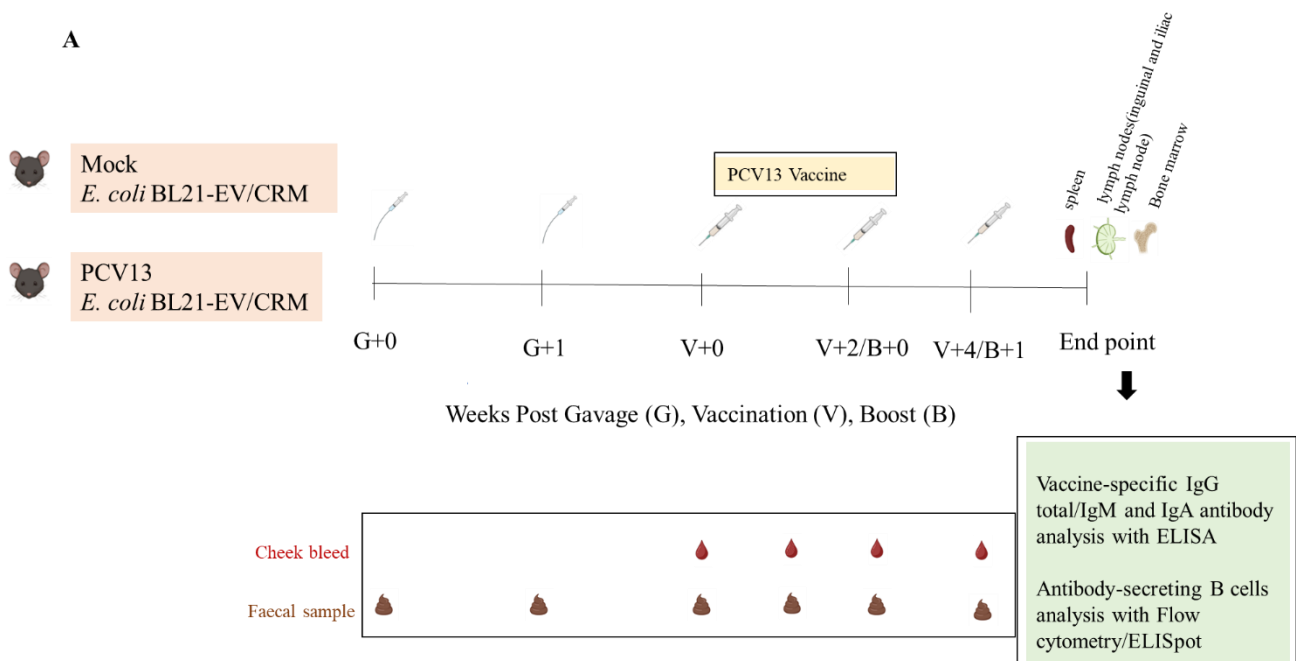 A
Mock
E. coli BL21-EV/CRM
PCV13
E. coli BL21-EV/CRM
PCV13 Vaccine
spleen
lymph nodes(inguinal and iliac
lymph node)
Bone marrow
G+0
G+1
V+0
V+2/B+0
V+4/B+1
End point
Weeks Post Gavage (G), Vaccination (V), Boost (B)
Cheek bleed
Faecal sample
Vaccine-specific IgG
total/IgM and IgA antibody
analysis with ELISA
Antibody-secreting B cells
analysis with Flow
cytometry/ELISpot